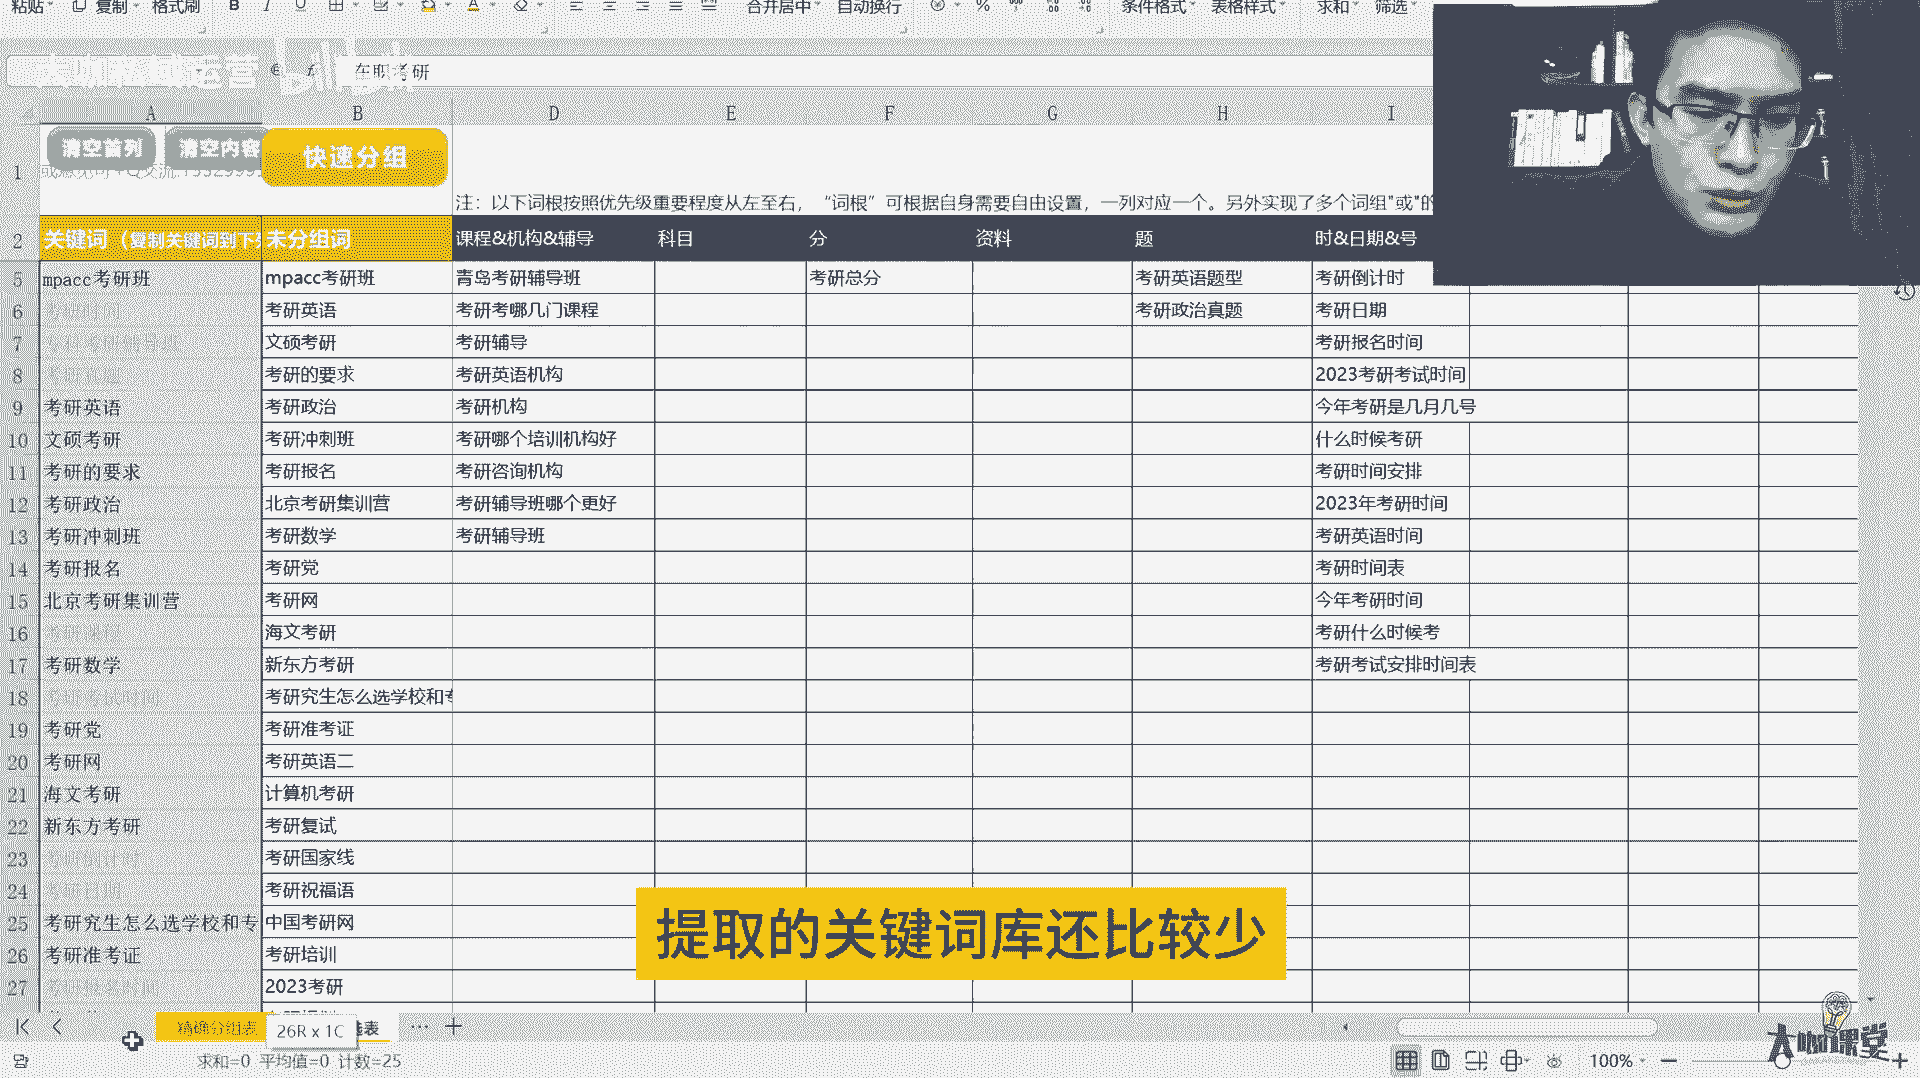 粘贴 复制 格式刷 B I U 合并居中 自动换行 % 条件格式 表格样式 求和 筛选
bilibili
在职考研
A B D E F G H I
清空首列 清空内容 快速分组
1
注：以下词根按照优先级重要程度从左至右，“词根”可根据自身需要自由设置，一列对应一个。另外实现了多个词组"或"的
2 关键词（复制关键词到下 未分组词 课程&机构&辅导 科目 分 资料 题 时&日期&号
5 mpacc考研班 mpacc考研班 青岛考研辅导班 考研总分 考研英语题型 考研倒计时
6 考研时间 考研英语 考研考哪几门课程 考研政治真题 考研日期
7 文硕考研 考研辅导 考研报名时间
8 考研的要求 考研英语机构 2023考研考试时间
9 考研英语 考研政治 考研机构 今年考研是几月几号
10 文硕考研 考研冲刺班 考研哪个培训机构好 什么时候考研
11 考研的要求 考研报名 考研咨询机构 考研时间安排
12 考研政治 北京考研集训营 考研辅导班哪个更好 2023年考研时间
13 考研冲刺班 考研数学 考研辅导班 考研英语时间
14 考研报名 考研党 考研时间表
15 北京考研集训营 考研网 今年考研时间
16 考研课程 海文考研 考研什么时候考
17 考研数学 新东方考研 考研考试安排时间表
18 考研考试时间 考研究生怎么选学校和专
19 考研党 考研准考证
20 考研网 考研英语二
21 海文考研 计算机考研
22 新东方考研 考研复试
23 考研倒计时 考研国家线
24 考研日期 考研祝福语
25 考研究生怎么选学校和专 中国考研网
26 考研准考证 考研培训
27 2023考研
提取的关键词库还比较少
精确分组表 26R x 1C 选表 ··· +
求和=0 平均值=0 计数=25
100%
大咖课堂